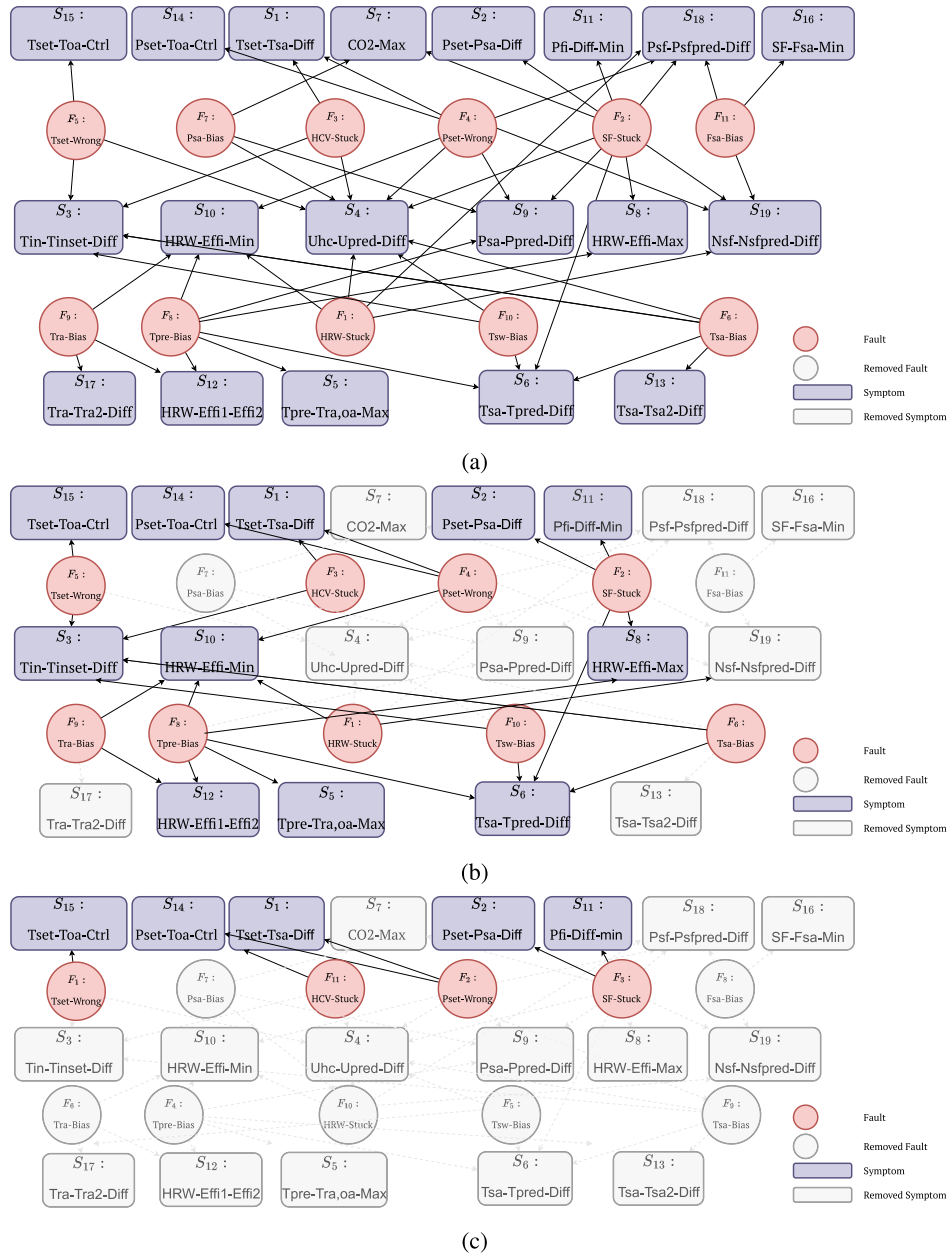 S15 :
Tset-Toa-Ctrl
S14 :
Pset-Toa-Ctrl
S1 :
Tset-Tsa-Diff
S7 :
CO2-Max
S2 :
Pset-Psa-Diff
S11 :
Pfi-Diff-Min
S18 :
Psf-Psfpred-Diff
S16 :
SF-Fsa-Min
F5 :
Tset-Wrong
F7 :
Psa-Bias
F3 :
HCV-Stuck
F4 :
Pset-Wrong
F2 :
SF-Stuck
F11 :
Fsa-Bias
S3 :
Tin-Tinset-Diff
S10 :
HRW-Effi-Min
S4 :
Uhc-Upred-Diff
S9 :
Psa-Ppred-Diff
S8 :
HRW-Effi-Max
S19 :
Nsf-Nsfpred-Diff
F9 :
Tra-Bias
F8 :
Tpre-Bias
F1 :
HRW-Stuck
F10 :
Tsw-Bias
F6 :
Tsa-Bias
S17 :
Tra-Tra2-Diff
S12 :
HRW-Effi1-Effi2
S5 :
Tpre-Tra,oa-Max
S6 :
Tsa-Tpred-Diff
S13 :
Tsa-Tsa2-Diff
Fault
Removed Fault
Symptom
Removed Symptom
(a)
S15 :
Tset-Toa-Ctrl
S14 :
Pset-Toa-Ctrl
S1 :
Tset-Tsa-Diff
S7 :
CO2-Max
S2 :
Pset-Psa-Diff
S11 :
Pfi-Diff-Min
S18 :
Psf-Psfpred-Diff
S16 :
SF-Fsa-Min
F5 :
Tset-Wrong
F7 :
Psa-Bias
F3 :
HCV-Stuck
F4 :
Pset-Wrong
F2 :
SF-Stuck
F11 :
Fsa-Bias
S3 :
Tin-Tinset-Diff
S10 :
HRW-Effi-Min
S4 :
Uhc-Upred-Diff
S9 :
Psa-Ppred-Diff
S8 :
HRW-Effi-Max
S19 :
Nsf-Nsfpred-Diff
F9 :
Tra-Bias
F8 :
Tpre-Bias
F1 :
HRW-Stuck
F10 :
Tsw-Bias
F6 :
Tsa-Bias
S17 :
Tra-Tra2-Diff
S12 :
HRW-Effi1-Effi2
S5 :
Tpre-Tra,oa-Max
S6 :
Tsa-Tpred-Diff
S13 :
Tsa-Tsa2-Diff
Fault
Removed Fault
Symptom
Removed Symptom
(b)
S15 :
Tset-Toa-Ctrl
S14 :
Pset-Toa-Ctrl
S1 :
Tset-Tsa-Diff
S7 :
CO2-Max
S2 :
Pset-Psa-Diff
S11 :
Pfi-Diff-min
S18 :
Psf-Psfpred-Diff
S16 :
SF-Fsa-Min
F1 :
Tset-Wrong
F7 :
Psa-Bias
F11 :
HCV-Stuck
F2 :
Pset-Wrong
F3 :
SF-Stuck
F8 :
Fsa-Bias
S3 :
Tin-Tinset-Diff
S10 :
HRW-Effi-Min
S4 :
Uhc-Upred-Diff
S9 :
Psa-Ppred-Diff
S8 :
HRW-Effi-Max
S19 :
Nsf-Nsfpred-Diff
F6 :
Tra-Bias
F4 :
Tpre-Bias
F10 :
HRW-Stuck
F5 :
Tsw-Bias
F9 :
Tsa-Bias
S17 :
Tra-Tra2-Diff
S12 :
HRW-Effi1-Effi2
S5 :
Tpre-Tra,oa-Max
S6 :
Tsa-Tpred-Diff
S13 :
Tsa-Tsa2-Diff
Fault
Removed Fault
Symptom
Removed Symptom
(c)